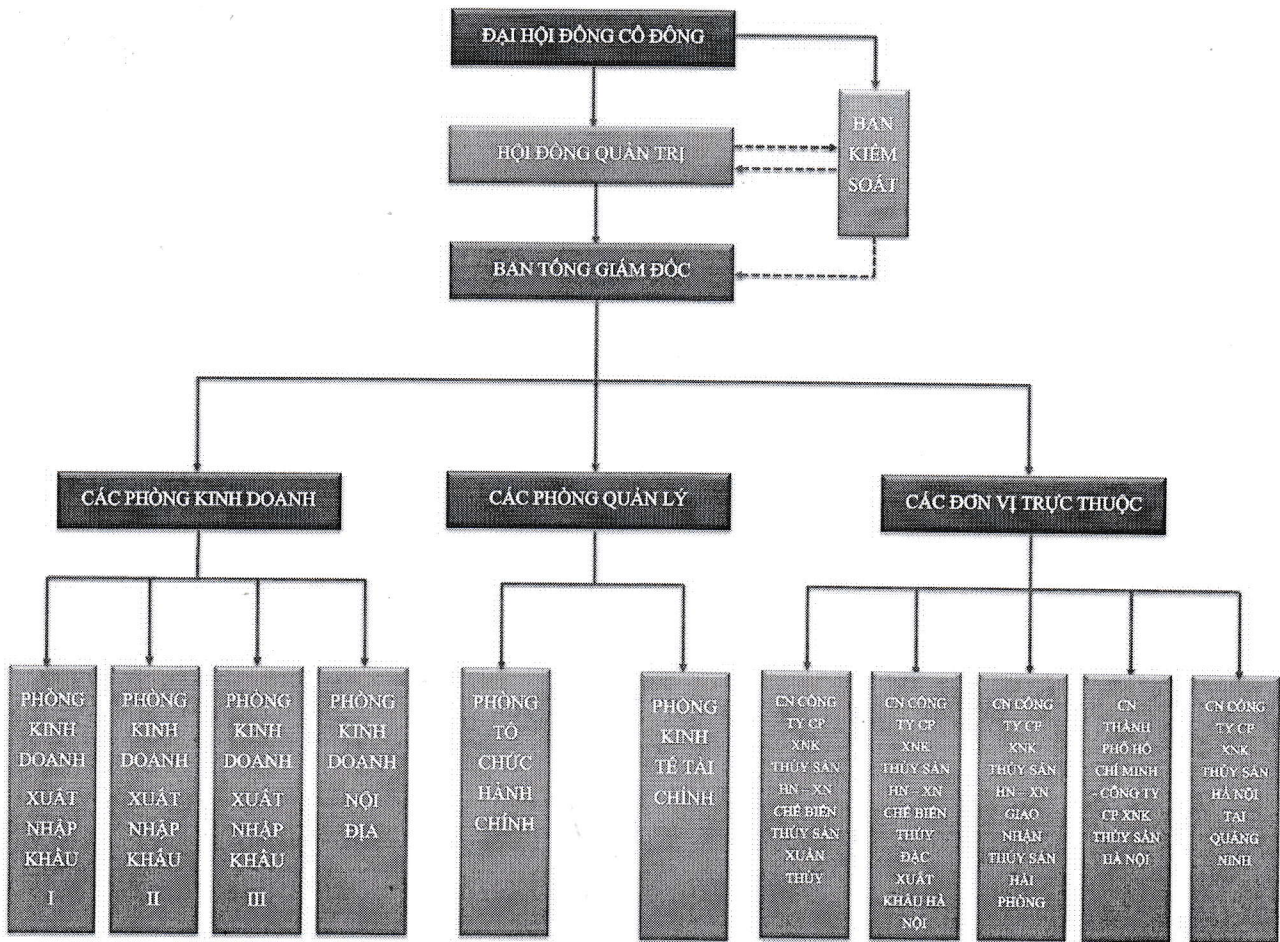 ĐẠI HỘI ĐỒNG CỔ ĐÔNG
BAN
KIỂM
SOÁT
HỘI ĐỒNG QUẢN TRỊ
BAN TỔNG GIÁM ĐỐC
CÁC PHÒNG KINH DOANH
CÁC PHÒNG QUẢN LÝ
CÁC ĐƠN VỊ TRỰC THUỘC
PHÒNG
KINH
DOANH
XUẤT
NHẬP
KHẨU
I
PHÒNG
KINH
DOANH
XUẤT
NHẬP
KHẨU
II
PHÒNG
KINH
DOANH
XUẤT
NHẬP
KHẨU
III
PHÒNG
KINH
DOANH
NỘI
ĐỊA
PHÒNG
TỔ
CHỨC
HÀNH
CHÍNH
PHÒNG
KINH
TẾ TÀI
CHÍNH
CN CÔNG
TY CP
XNK
THỦY SẢN
HN – XN
CHẾ BIẾN
THỦY SẢN
XUÂN
THỦY
CN CÔNG
TY CP
XNK
THỦY SẢN
HN – XN
CHẾ BIẾN
THỦY
ĐẶC
XUẤT
KHẨU HÀ
NỘI
CN CÔNG
TY CP
XNK
THỦY SẢN
HN – XN
GIAO
NHẬN
THỦY SẢN
HẢI
PHÒNG
CN
THÀNH
PHỐ HỒ
CHÍ MINH
- CÔNG TY
CP XNK
THỦY SẢN
HÀ NỘI
CN CÔNG
TY CP
XNK
THỦY SẢN
HÀ NỘI
TẠI
QUẢNG
NINH